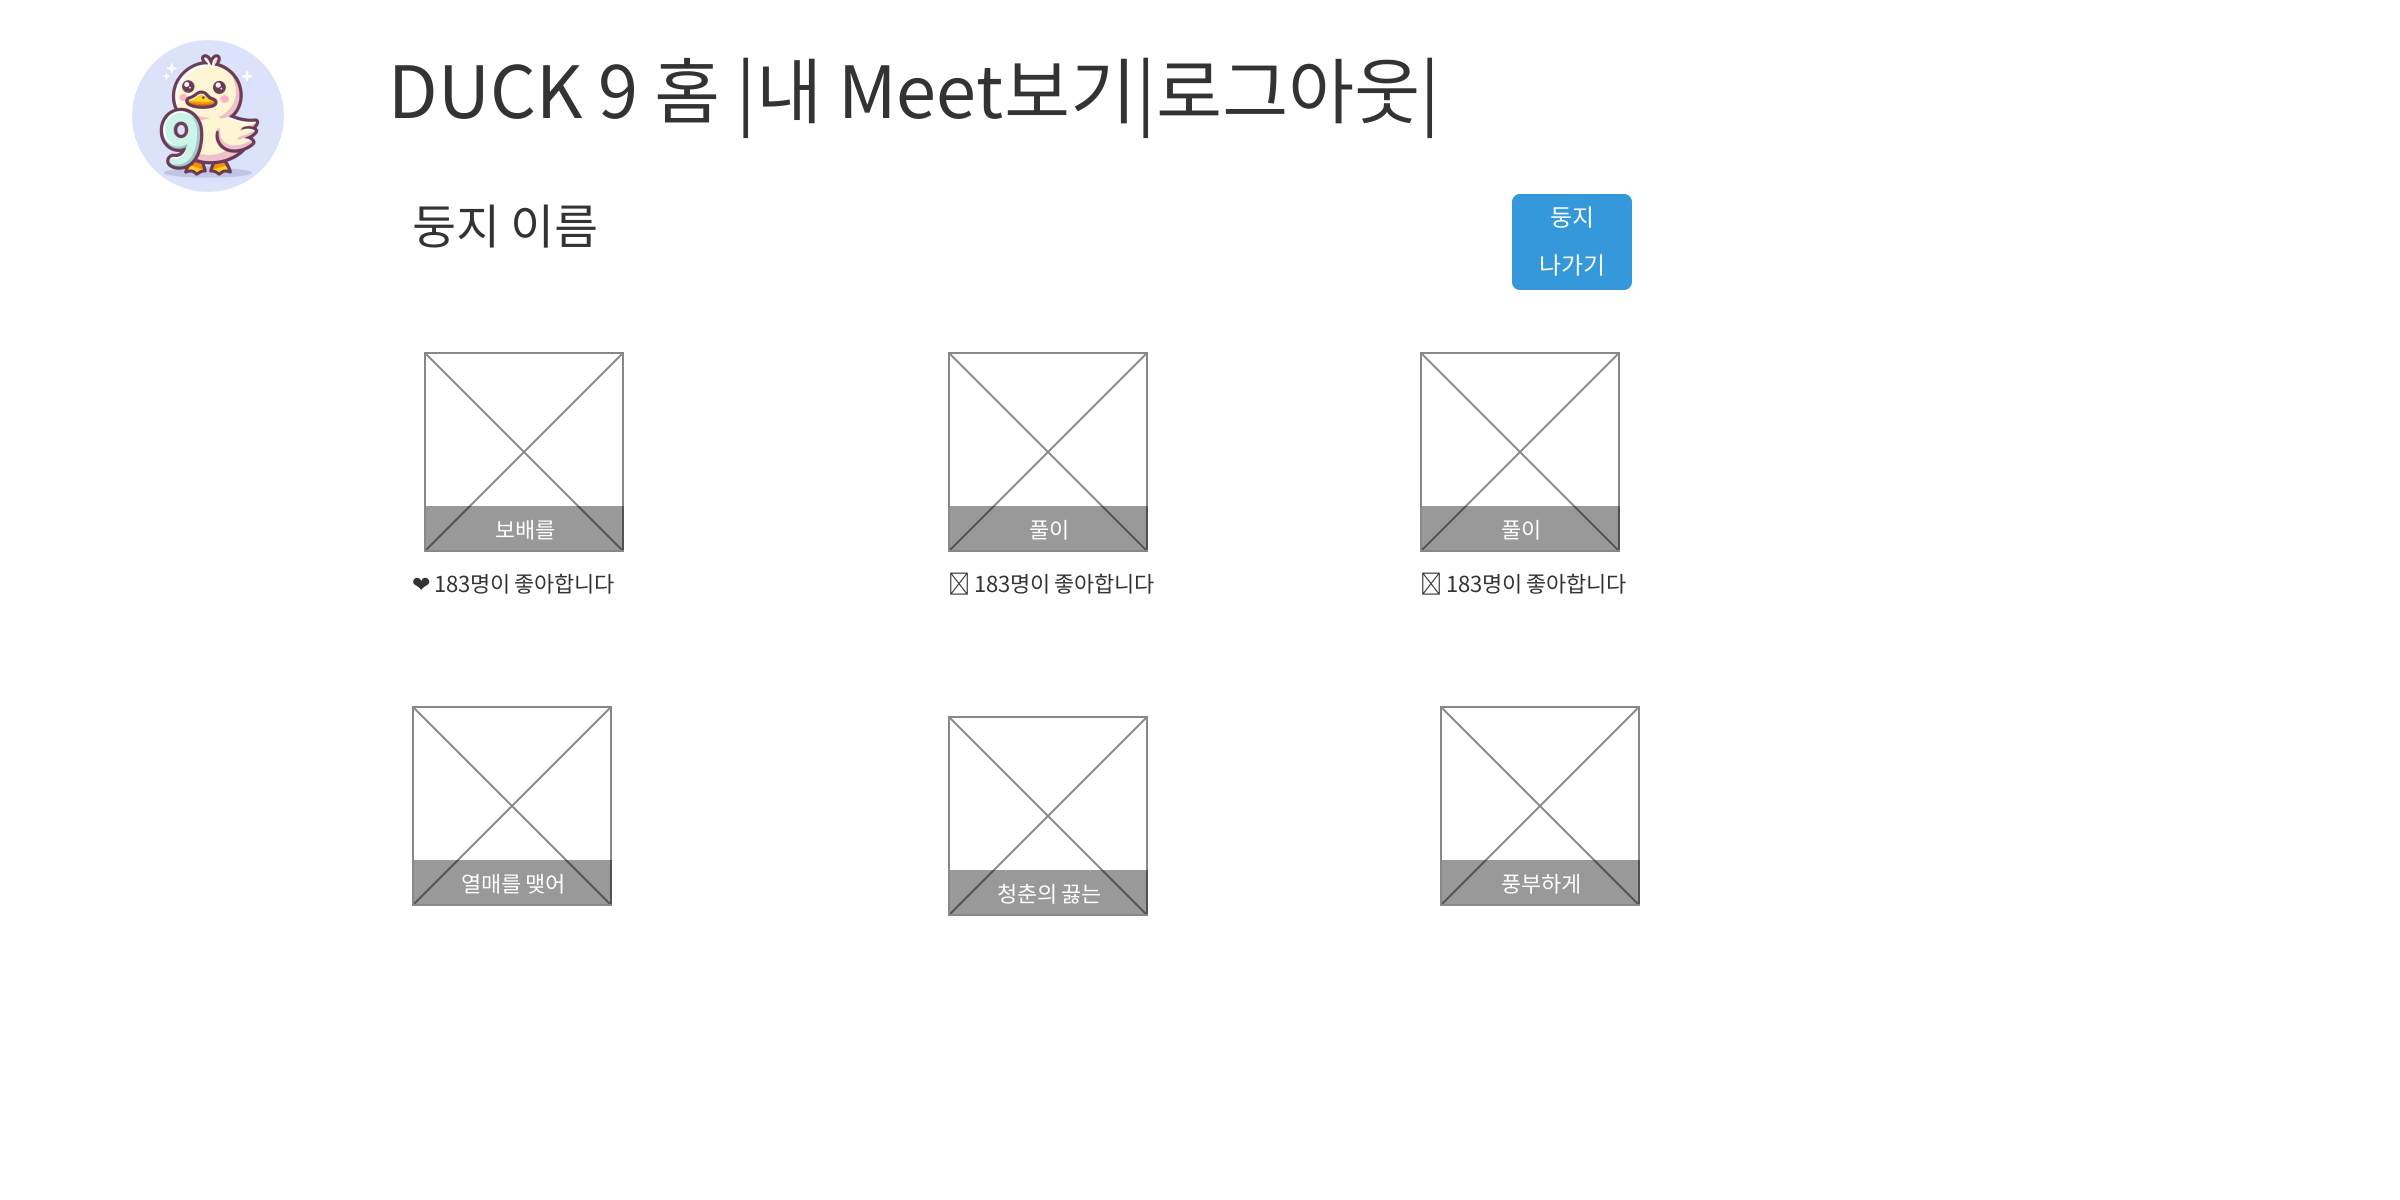 9
DUCK 9 홈 |내 Meet보기|로그아웃|
둥지 이름
둥지
나가기
보배를
풀이
풀이
❤ 183명이 좋아합니다
183명이 좋아합니다
183명이 좋아합니다
열매를 맺어
청춘의 끓는
풍부하게